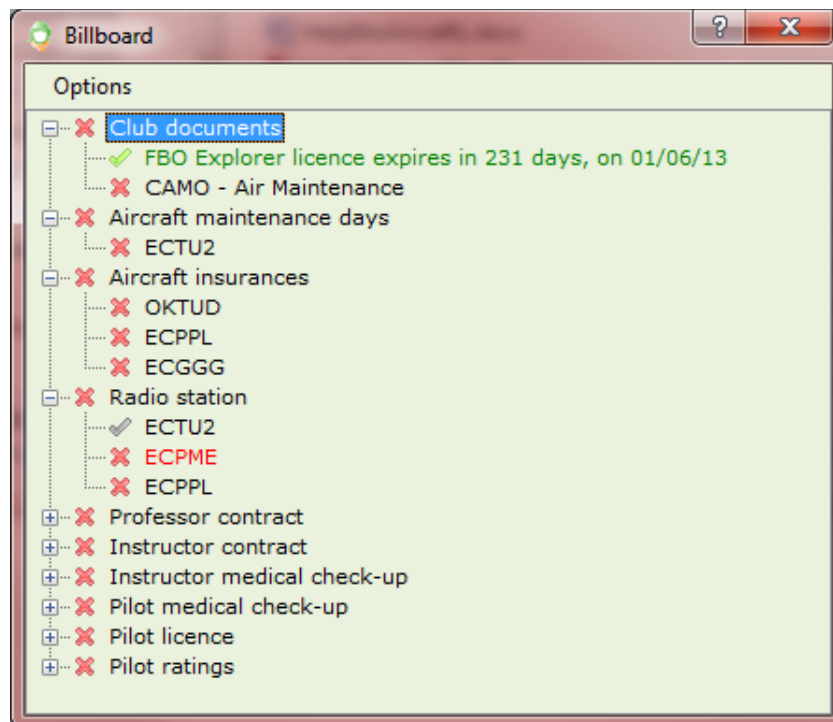 Billboard
?
X
Options
Club documents
FBO Explorer licence expires in 231 days, on 01/06/13
CAMO - Air Maintenance
Aircraft maintenance days
ECTU2
Aircraft insurances
OKTUD
ECPPL
ECGGG
Radio station
ECTU2
ECPME
ECPPL
Professor contract
Instructor contract
Instructor medical check-up
Pilot medical check-up
Pilot licence
Pilot ratings